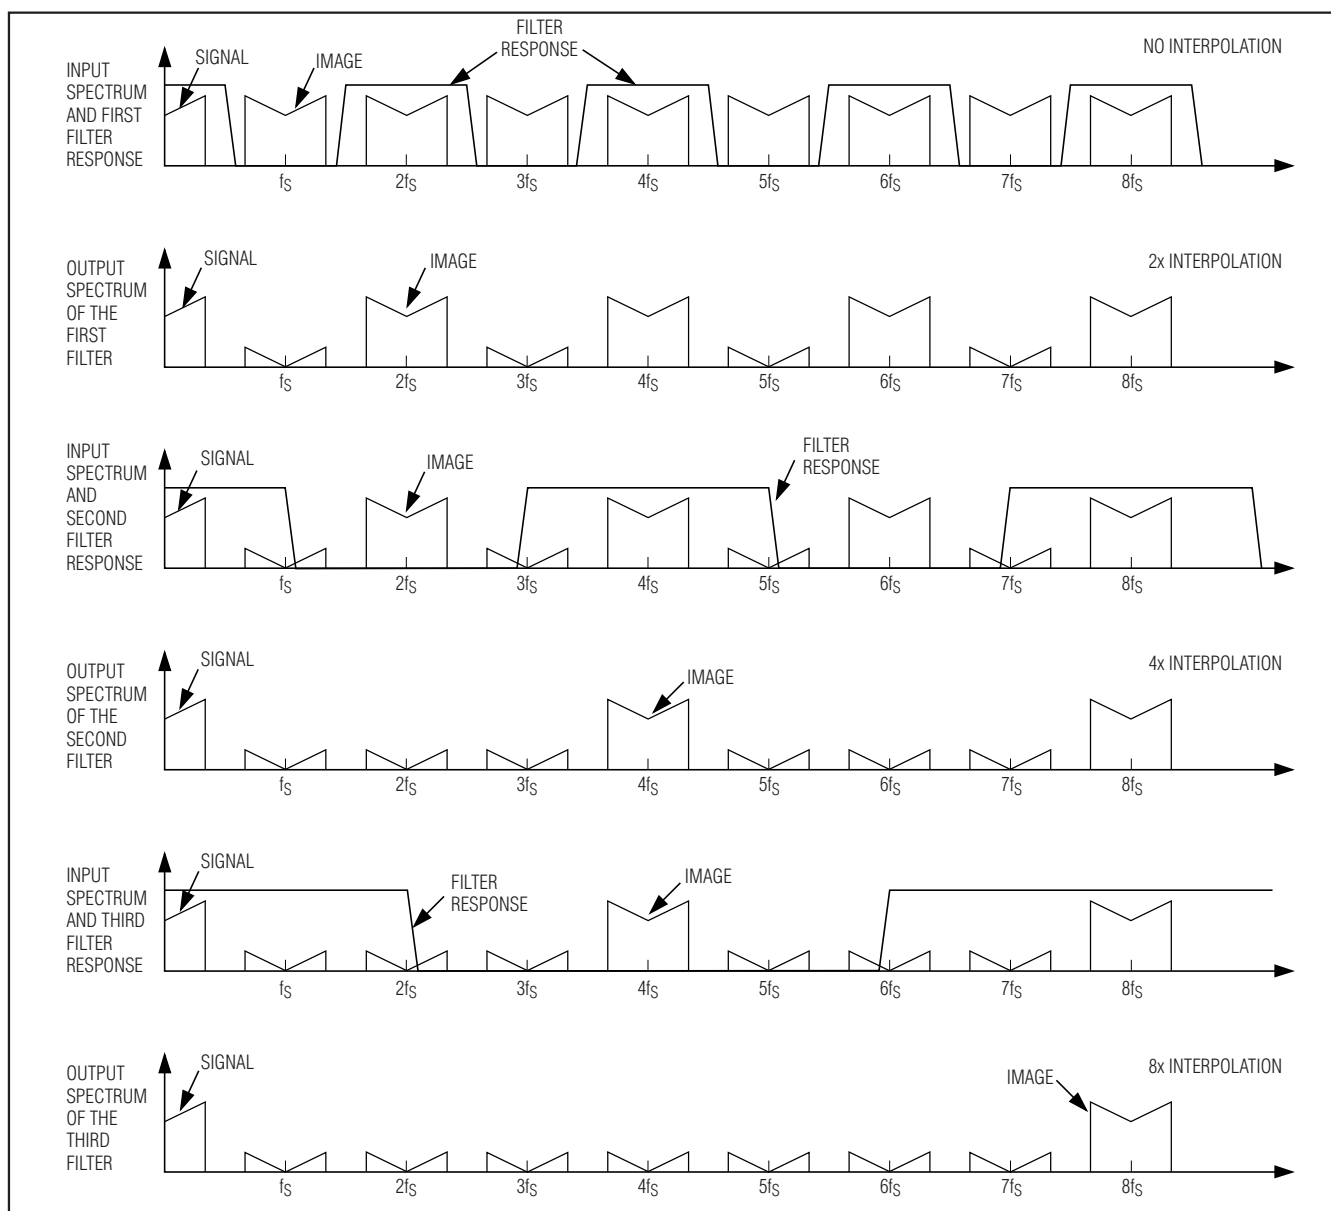 FILTER
RESPONSE
NO INTERPOLATION
SIGNAL
IMAGE
INPUT
SPECTRUM
AND FIRST
FILTER
RESPONSE
fS 2fS 3fS 4fS 5fS 6fS 7fS 8fS
SIGNAL
IMAGE
2x INTERPOLATION
OUTPUT
SPECTRUM
OF THE
FIRST
FILTER
fS 2fS 3fS 4fS 5fS 6fS 7fS 8fS
INPUT
SPECTRUM
AND
SECOND
FILTER
RESPONSE
SIGNAL
IMAGE
FILTER
RESPONSE
fS 2fS 3fS 4fS 5fS 6fS 7fS 8fS
SIGNAL
IMAGE
4x INTERPOLATION
OUTPUT
SPECTRUM
OF THE
SECOND
FILTER
fS 2fS 3fS 4fS 5fS 6fS 7fS 8fS
SIGNAL
INPUT
SPECTRUM
AND THIRD
FILTER
RESPONSE
FILTER
RESPONSE
IMAGE
fS 2fS 3fS 4fS 5fS 6fS 7fS 8fS
SIGNAL
IMAGE
8x INTERPOLATION
OUTPUT
SPECTRUM
OF THE
THIRD
FILTER
fS 2fS 3fS 4fS 5fS 6fS 7fS 8fS